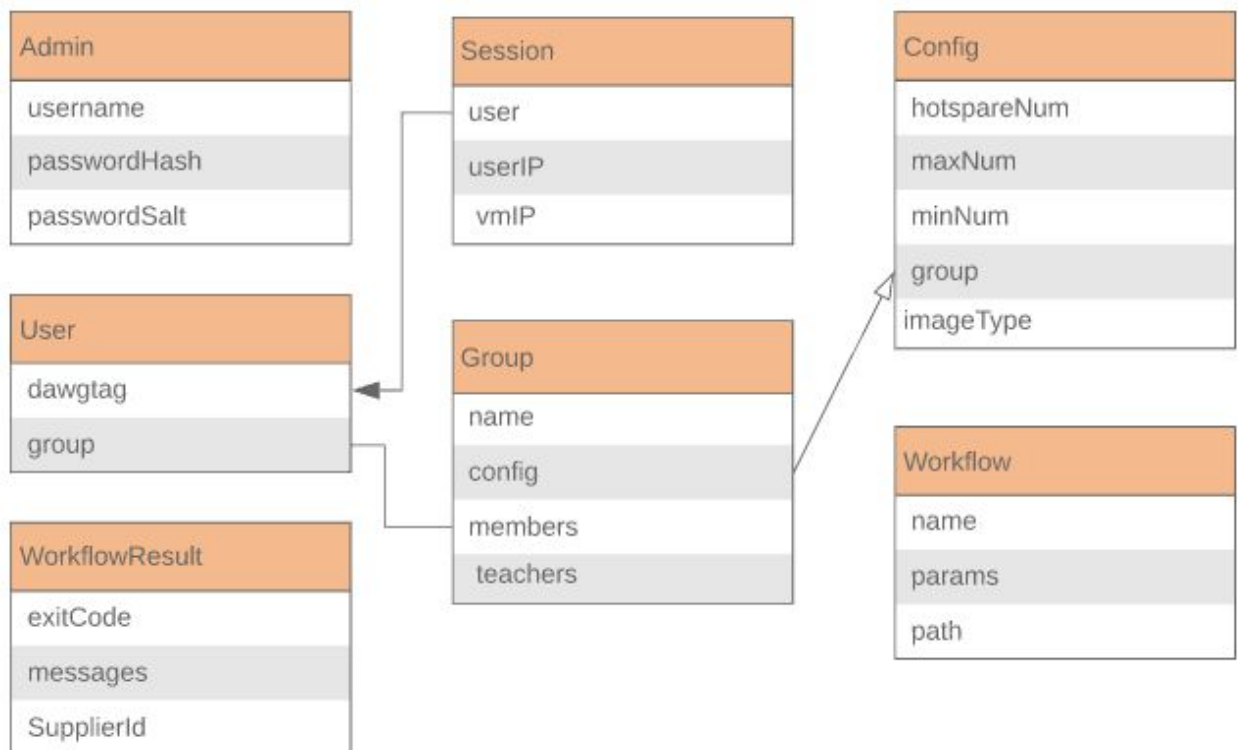 Admin
username
passwordHash
passwordSalt
User
dawgtag
group
WorkflowResult
exitCode
messages
SupplierId
Session
user
userIP
vmIP
Group
name
config
members
teachers
Config
hotspareNum
maxNum
minNum
group
imageType
Workflow
name
params
path